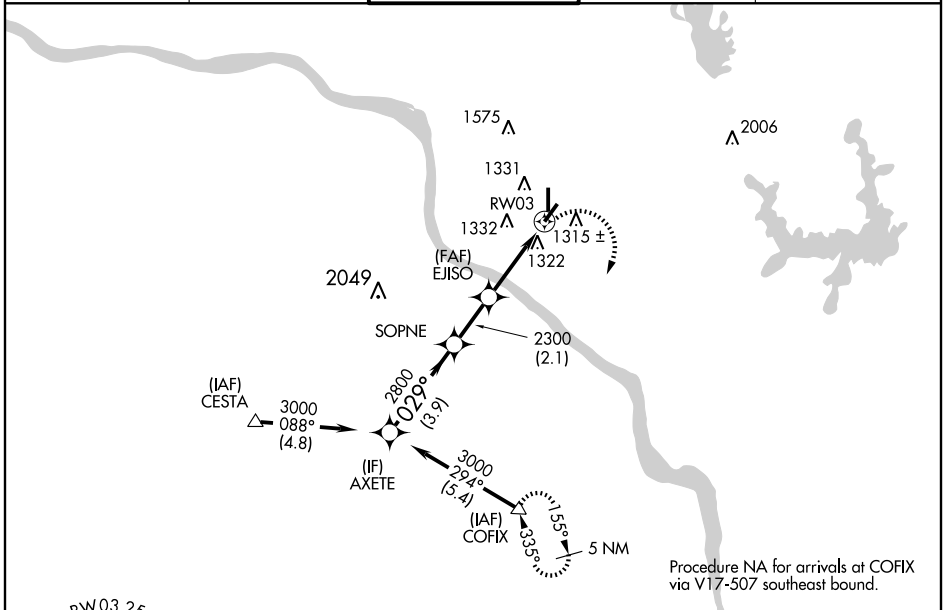 1575
2006
1331
RW03
1332
1315 ±
1322
(FAF)
EJISO
2049
SOPNE
2300
(2.1)
2800
029°
(3.9)
(IAF)
CESTA
3000
088°
(4.8)
(IF)
AXETE
3000
294°
(5.4)
(IAF)
COFIX
155°
335°
5 NM
Procedure NA for arrivals at COFIX
via V17-507 southeast bound.